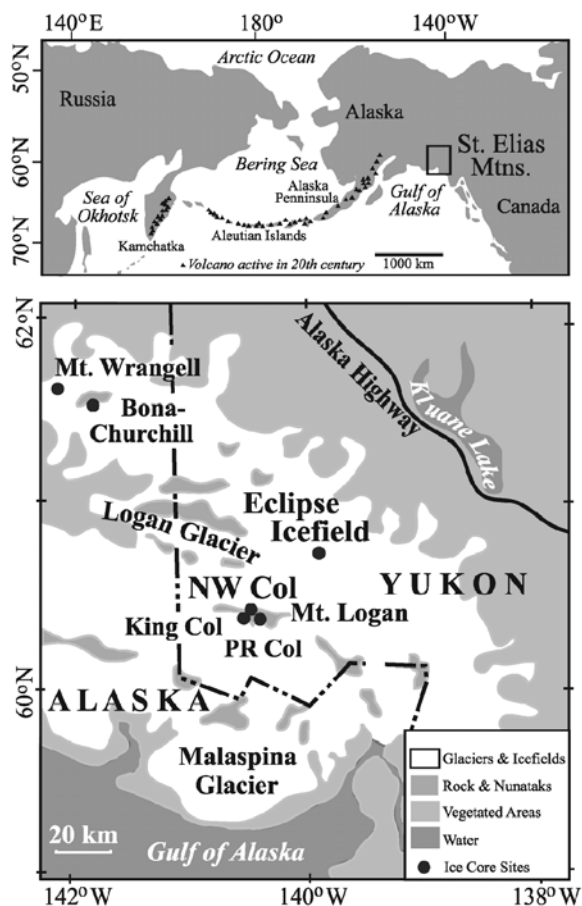 140°E
180°
140°W
Arctic Ocean
50°N
Russia
Alaska
60°N
St. Elias
Mtns.
Bering Sea
Sea of
Okhotsk
Alaska
Penninsula
Gulf of
Alaska
Canada
Kamchatka
Aleutian Islands
70°N
Volcano active in 20th century
1000 km
62°N
Mt. Wrangell
Bona-
Churchill
Alaska Highway
Kluane Lake
Logan Glacier
Eclipse
Icefield
YUKON
NW Col
Mt. Logan
King Col
PR Col
60°N
ALASKA
Malaspina
Glacier
Glaciers & Icefields
Rock & Nunataks
Vegetated Areas
Water
Ice Core Sites
20 km
Gulf of Alaska
142°W
140°W
138°W